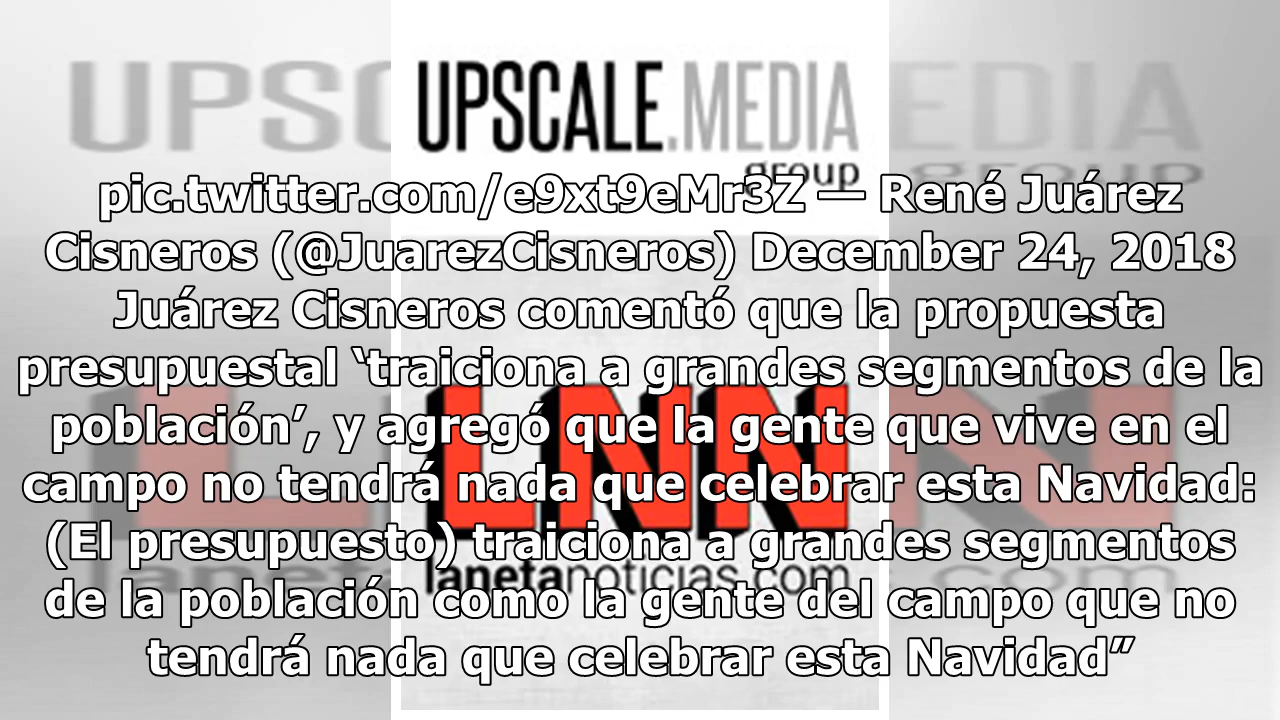 UPSCALE.MEDIA
group
pic.twitter.com/e9xt9eMr3Z — René Juárez
Cisneros (@JuarezCisneros) December 24, 2018
Juárez Cisneros comentó que la propuesta
presupuestal ‘traiciona a grandes segmentos de la
población’, y agregó que la gente que vive en el
campo no tendrá nada que celebrar esta Navidad:
(El presupuesto) traiciona a grandes segmentos
de la población como la gente del campo que no
tendrá nada que celebrar esta Navidad”
LNN
lanetanoticias.com